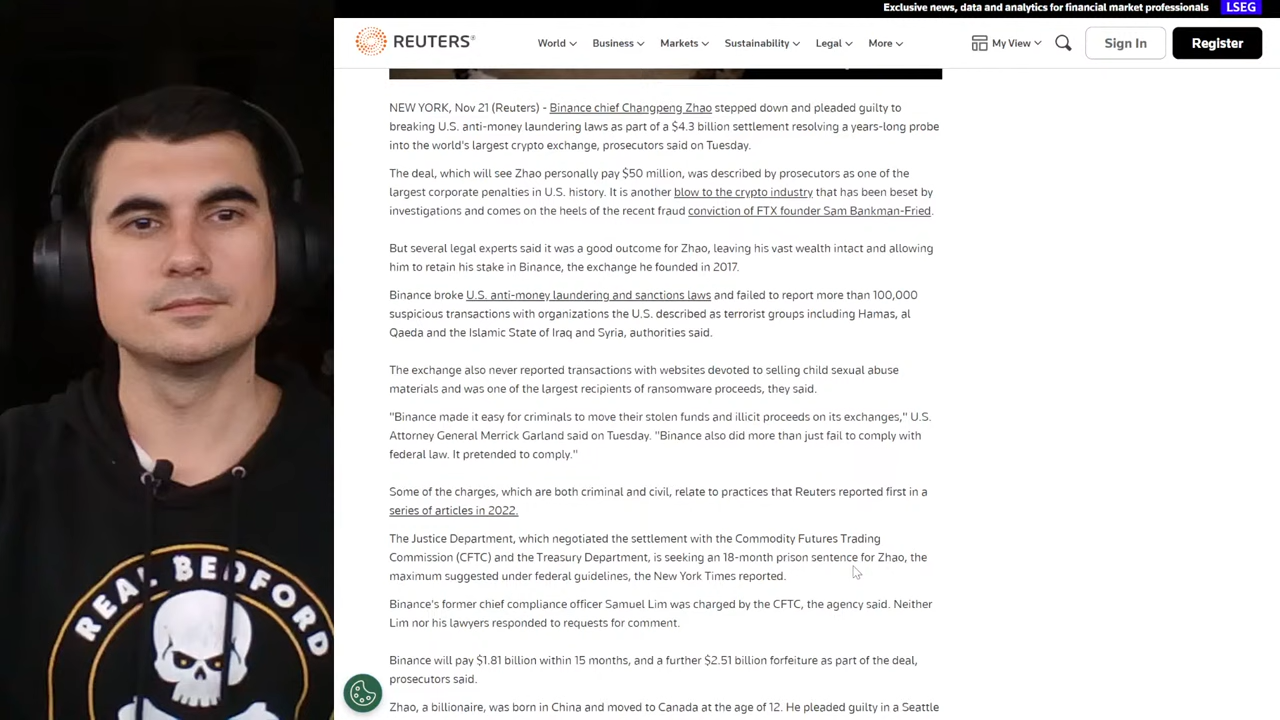 Exclusive news, data and analytics for financial market professionals LSEG
REUTERS
World Business Markets Sustainability Legal More My View Sign In Register
NEW YORK, Nov 21 (Reuters) - Binance chief Changpeng Zhao stepped down and pleaded guilty to
breaking U.S. anti-money laundering laws as part of a $4.3 billion settlement resolving a years-long probe
into the world's largest crypto exchange, prosecutors said on Tuesday.
The deal, which will see Zhao personally pay $50 million, was described by prosecutors as one of the
largest corporate penalties in U.S. history. It is another blow to the crypto industry that has been beset by
investigations and comes on the heels of the recent fraud conviction of FTX founder Sam Bankman-Fried.
But several legal experts said it was a good outcome for Zhao, leaving his vast wealth intact and allowing
him to retain his stake in Binance, the exchange he founded in 2017.
Binance broke U.S. anti-money laundering and sanctions laws and failed to report more than 100,000
suspicious transactions with organizations the U.S. described as terrorist groups including Hamas, al
Qaeda and the Islamic State of Iraq and Syria, authorities said.
The exchange also never reported transactions with websites devoted to selling child sexual abuse
materials and was one of the largest recipients of ransomware proceeds, they said.
"Binance made it easy for criminals to move their stolen funds and illicit proceeds on its exchanges," U.S.
Attorney General Merrick Garland said on Tuesday. "Binance also did more than just fail to comply with
federal law. It pretended to comply."
Some of the charges, which are both criminal and civil, relate to practices that Reuters reported first in a
series of articles in 2022.
The Justice Department, which negotiated the settlement with the Commodity Futures Trading
Commission (CFTC) and the Treasury Department, is seeking an 18-month prison sentence for Zhao, the
maximum suggested under federal guidelines, the New York Times reported.
Binance's former chief compliance officer Samuel Lim was charged by the CFTC, the agency said. Neither
Lim nor his lawyers responded to requests for comment.
Binance will pay $1.81 billion within 15 months, and a further $2.51 billion forfeiture as part of the deal,
prosecutors said.
Zhao, a billionaire, was born in China and moved to Canada at the age of 12. He pleaded guilty in a Seattle
REAL BEDFORD